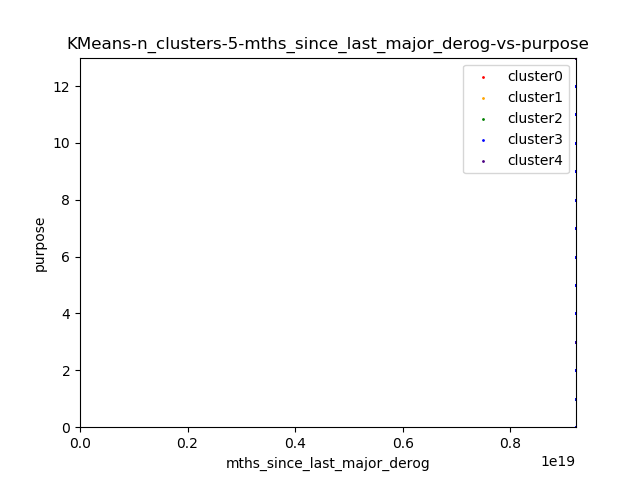 KMeans-n_clusters-5-mths_since_last_major_derog-vs-purpose
cluster0
cluster1
cluster2
cluster3
cluster4
12
10
8
6
4
2
0
purpose
0.0 0.2 0.4 0.6 0.8
1e19
mths_since_last_major_derog